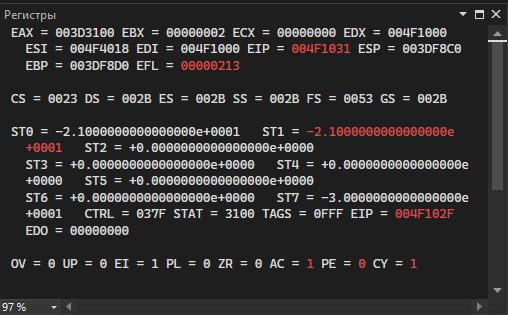 Регистры
EAX = 003D3100 EBX = 00000002 ECX = 00000000 EDX = 004F1000
ESI = 004F4018 EDI = 004F1000 EIP = 004F1031 ESP = 003DF8C0
EBP = 003DF8D0 EFL = 00000213
CS = 0023 DS = 002B ES = 002B SS = 002B FS = 0053 GS = 002B
ST0 = -2.1000000000000000e+0001 ST1 = -2.1000000000000000e
+0001 ST2 = +0.0000000000000000e+0000
ST3 = +0.0000000000000000e+0000 ST4 = +0.0000000000000000e
+0000 ST5 = +0.0000000000000000e+0000
ST6 = +0.0000000000000000e+0000 ST7 = -3.0000000000000000e
+0001 CTRL = 037F STAT = 3100 TAGS = 0FFF EIP = 004F102F
EDO = 00000000
OV = 0 UP = 0 EI = 1 PL = 0 ZR = 0 AC = 1 PE = 0 CY = 1
97 %